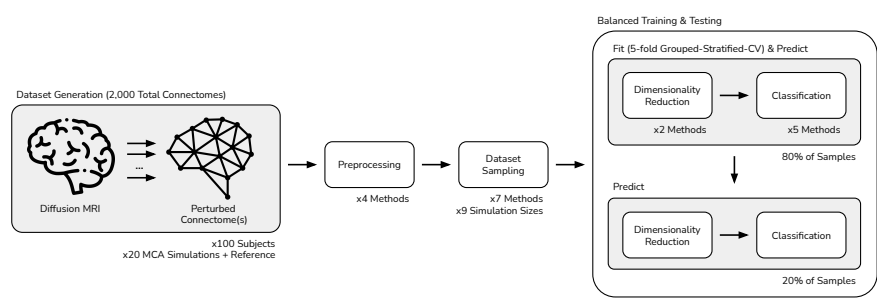 Balanced Training & Testing
Fit (5-fold Grouped-Stratified-CV) & Predict
Dimensionality
Reduction
Classification
x2 Methods
x5 Methods
80% of Samples
Dataset Generation (2,000 Total Connectomes)
...
Diffusion MRI
Perturbed
Connectome(s)
x100 Subjects
x20 MCA Simulations + Reference
Preprocessing
x4 Methods
Dataset
Sampling
x7 Methods
x9 Simulation Sizes
Predict
Dimensionality
Reduction
Classification
20% of Samples